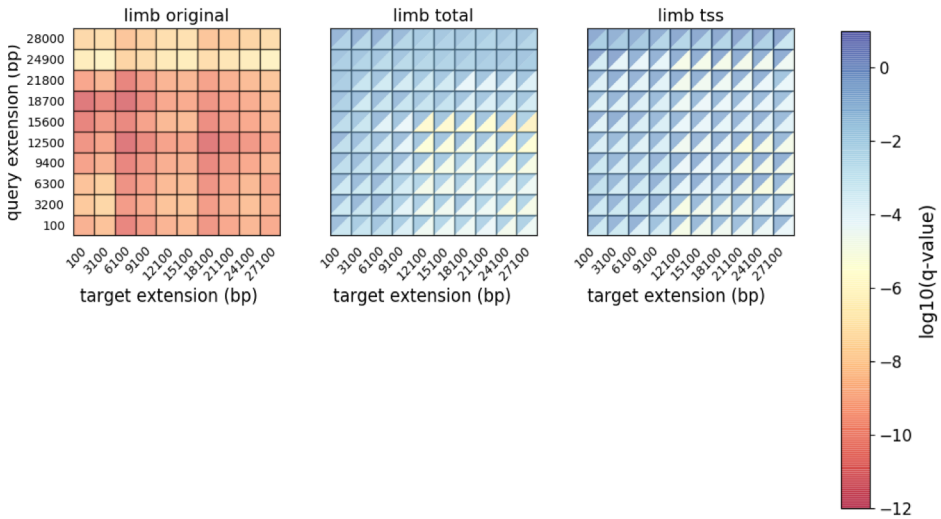 limb original
limb total
limb tss
query extension (bp)
28000
24900
21800
18700
15600
12500
9400
6300
3200
100
100 3100 6100 9100 12100 15100 18100 21100 24100 27100
target extension (bp)
100 3100 6100 9100 12100 15100 18100 21100 24100 27100
target extension (bp)
100 3100 6100 9100 12100 15100 18100 21100 24100 27100
target extension (bp)
0
−2
−4
−6
−8
−10
−12
log10(q-value)